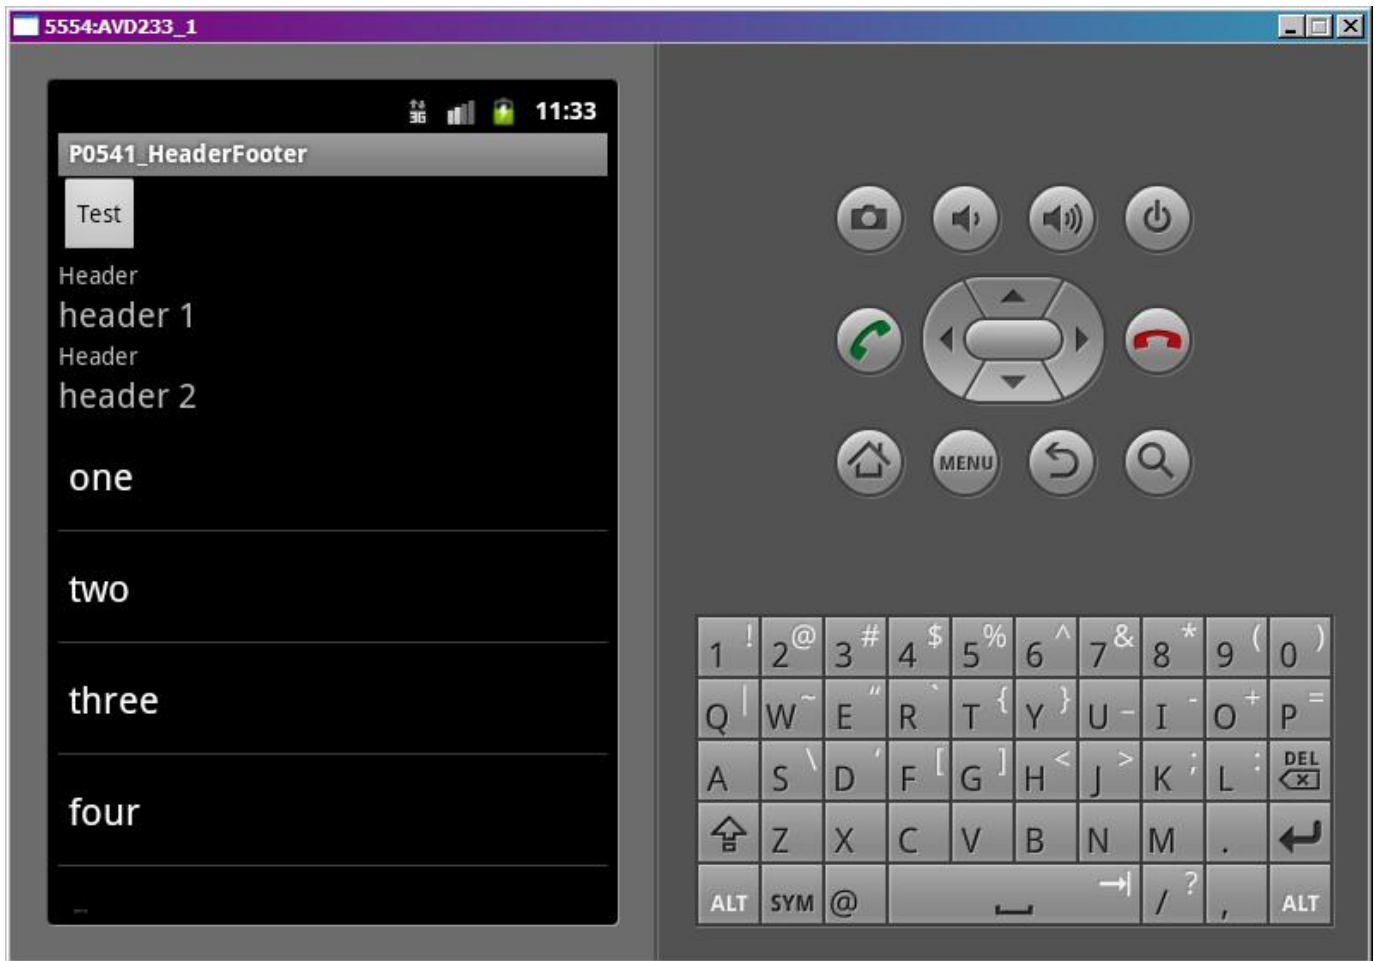 5554:AVD233_1
3G 11:33
P0541_HeaderFooter
Test
Header
header 1
Header
header 2
one
two
three
four
MENU
1 ! 2 @ 3 # 4 $ 5 % 6 ^ 7 & 8 * 9 ( 0 )
Q | W ~ E “ R ` T { Y } U _ I - O + P =
A S \ D ‘ F [ G ] H < J > K ; L : DEL
Z X C V B N M .
ALT SYM @ / ? , ALT